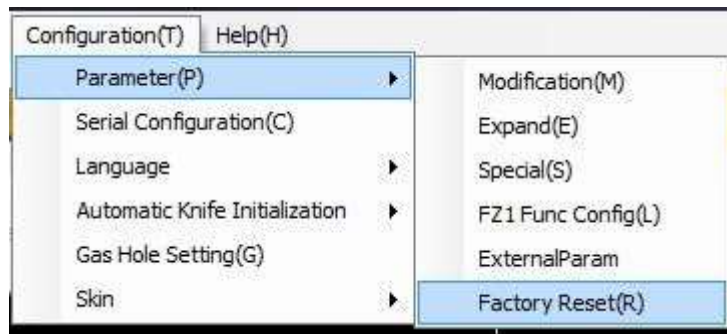 Configuration(T) Help(H)
Parameter(P)
Serial Configuration(C)
Language
Automatic Knife Initialization
Gas Hole Setting(G)
Skin
Modification(M)
Expand(E)
Special(S)
FZ1 Func Config(L)
ExternalParam
Factory Reset(R)